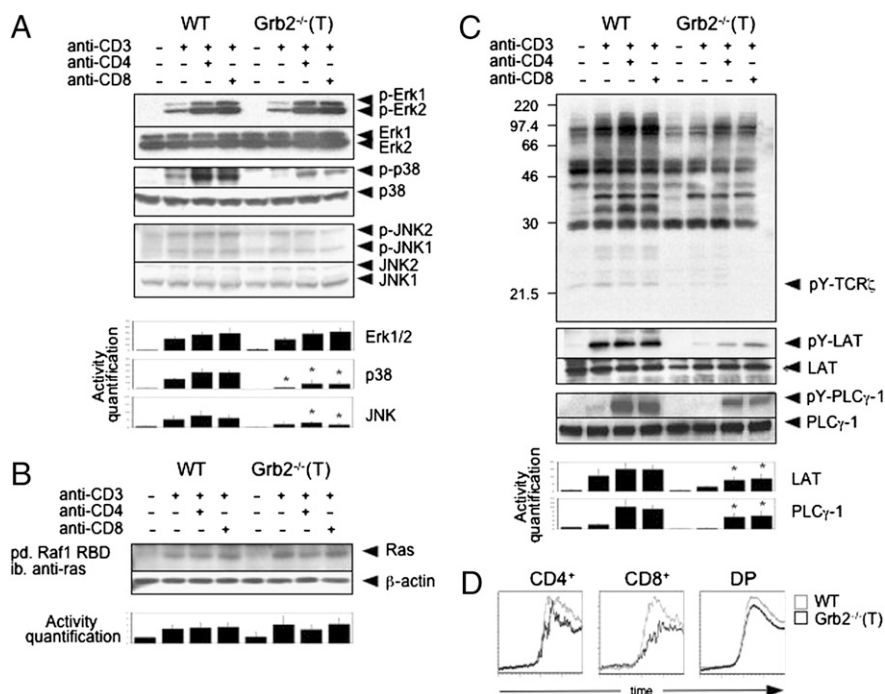 A
WT Grb2-/-(T)
anti-CD3 - + + + - + + +
anti-CD4 - - + - - - + -
anti-CD8 - - - + - - - +
p-Erk1
p-Erk2
Erk1
Erk2
p-p38
p38
p-JNK2
p-JNK1
JNK2
JNK1
Activity quantification
Erk1/2
* * *
p38
* *
JNK
B
WT Grb2-/-(T)
anti-CD3 - + + + - + + +
anti-CD4 - - + - - - + -
anti-CD8 - - - + - - - +
pd. Raf1 RBD
ib. anti-ras
Ras
β-actin
Activity
quantification
C
WT Grb2-/-(T)
anti-CD3 - + + + - + + +
anti-CD4 - - + - - - + -
anti-CD8 - - - + - - - +
220
97.4
66
46
30
21.5
pY-TCRζ
pY-LAT
LAT
pY-PLCγ-1
PLCγ-1
Activity quantification
* *
LAT
* *
PLCγ-1
D
CD4+ CD8+ DP
WT
Grb2-/-(T)
time